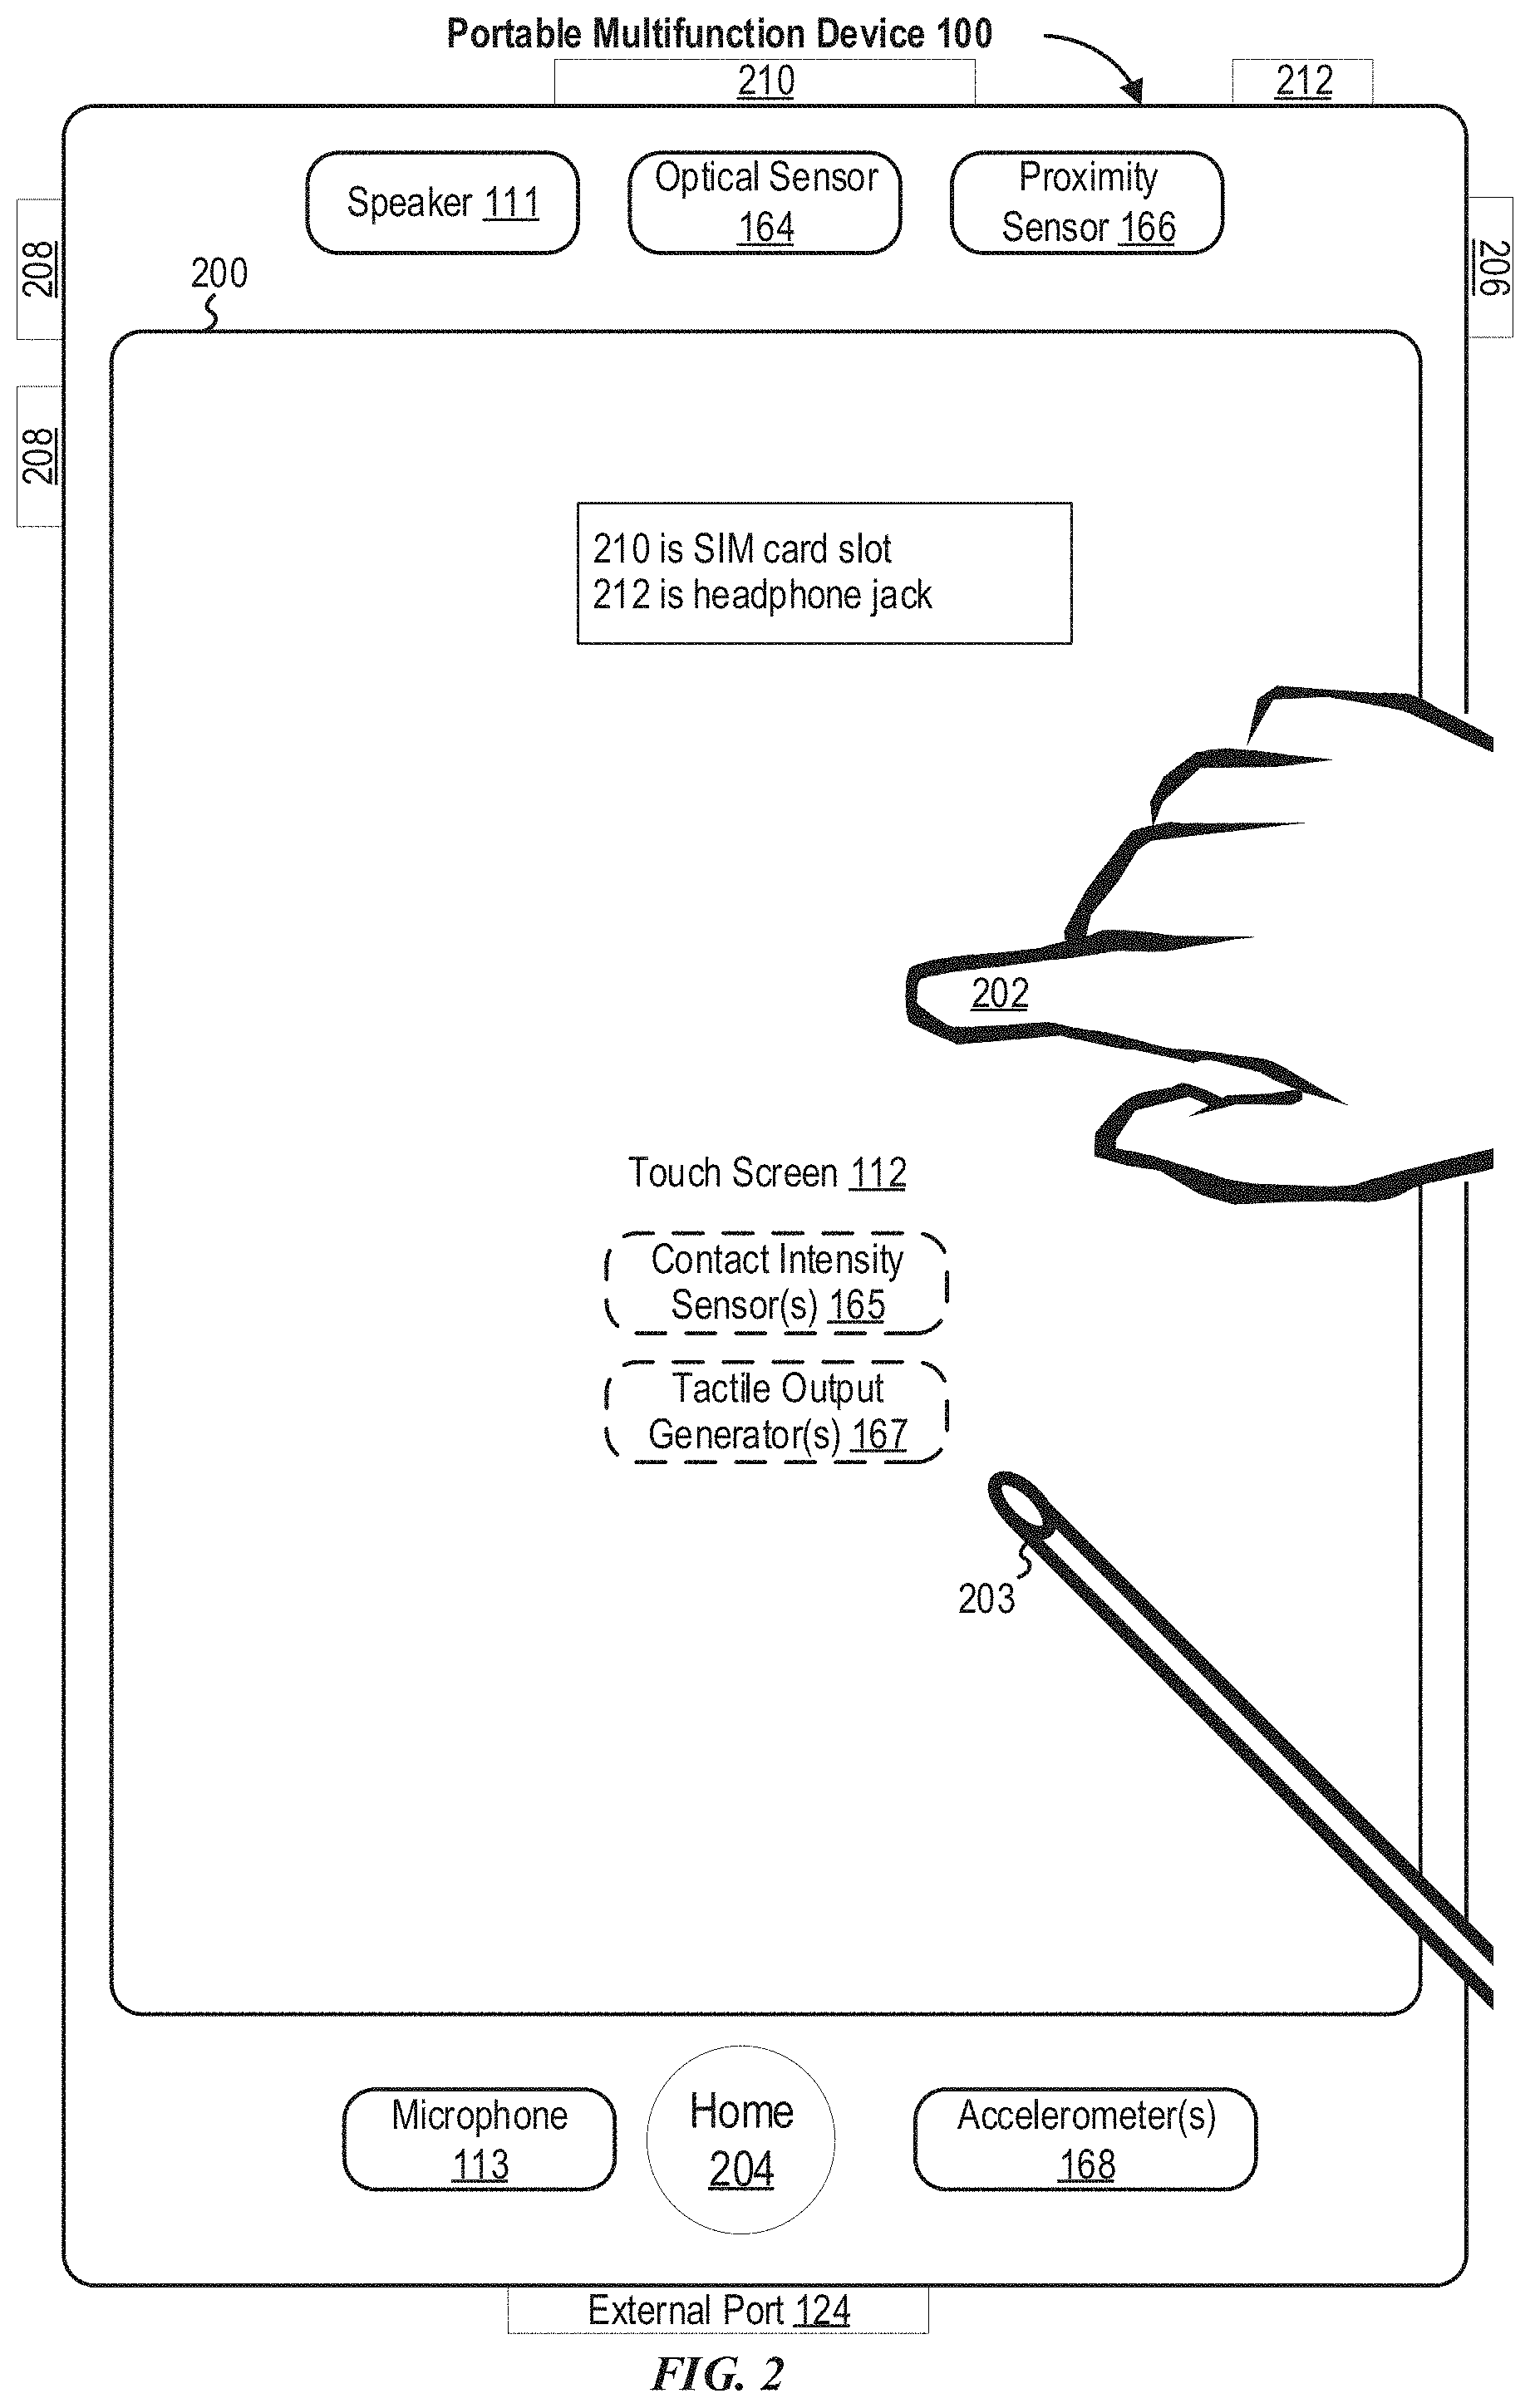 Portable Multifunction Device 100
210
212
Speaker 111
Optical Sensor
164
Proximity
Sensor 166
208
206
200
208
210 is SIM card slot
212 is headphone jack
202
Touch Screen 112
Contact Intensity
Sensor(s) 165
Tactile Output
Generator(s) 167
203
Microphone
113
Home
204
Accelerometer(s)
168
External Port 124
FIG. 2